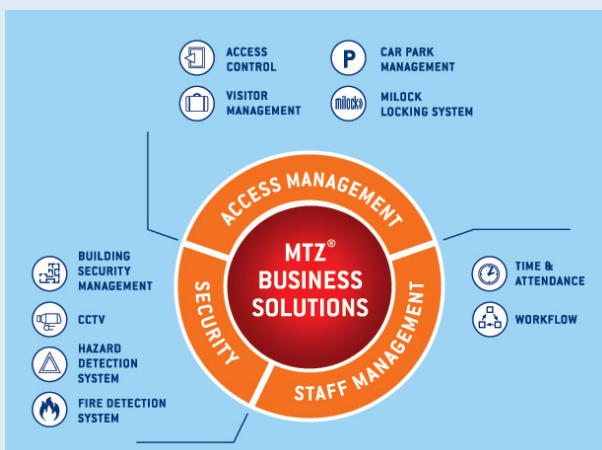 ACCESS
CONTROL
P
CAR PARK
MANAGEMENT
VISITOR
MANAGEMENT
milock
MILOCK
LOCKING SYSTEM
ACCESS MANAGEMENT
MTZ®
BUSINESS
SOLUTIONS
SECURITY
STAFF MANAGEMENT
BUILDING
SECURITY
MANAGEMENT
CCTV
HAZARD
DETECTION
SYSTEM
FIRE DETECTION
SYSTEM
TIME &
ATTENDANCE
WORKFLOW